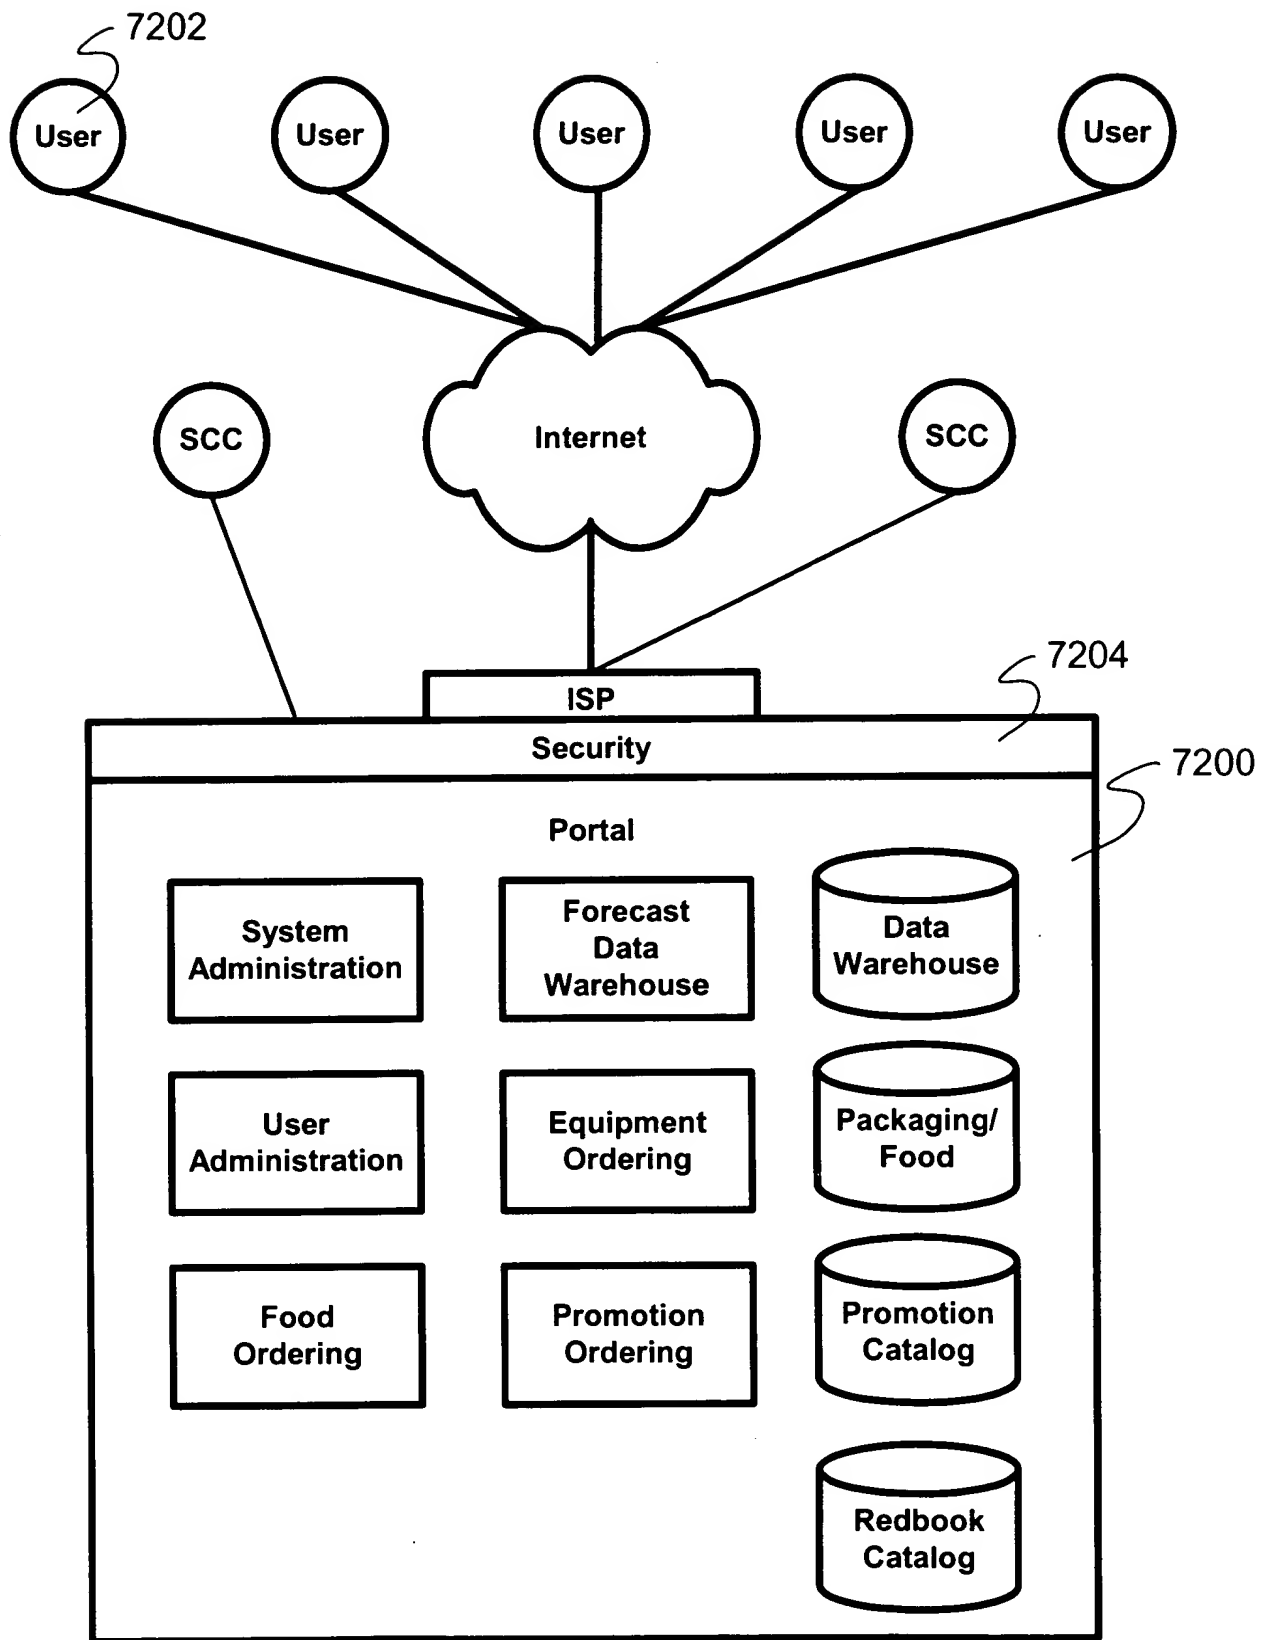 7202
User
User
User
User
User
SCC
Internet
SCC
7204
ISP
Security
7200
Portal
System
Administration
Forecast
Data
Warehouse
Data
Warehouse
User
Administration
Equipment
Ordering
Packaging/
Food
Food
Ordering
Promotion
Ordering
Promotion
Catalog
Redbook
Catalog